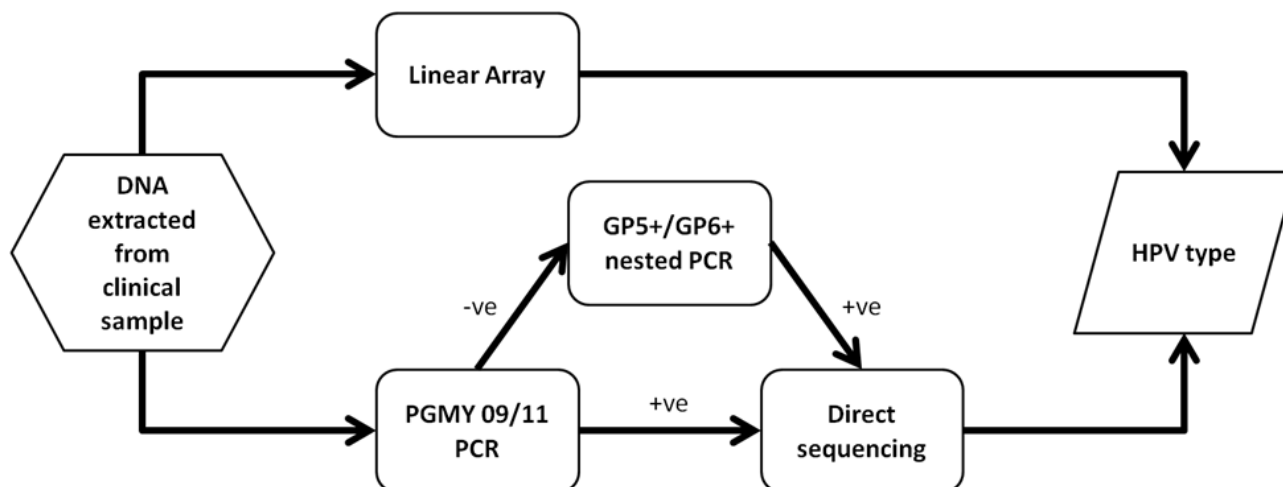 Linear Array
DNA
extracted
from
clinical
sample
GP5+/GP6+
nested PCR
HPV type
-ve
+ve
PGMY 09/11
PCR
+ve
Direct
sequencing